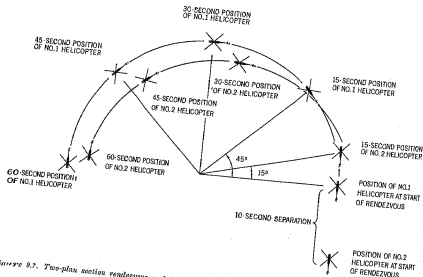 30-SECOND POSITION
OF NO.1 HELICOPTER
45-SECOND POSITION
OF NO.1 HELICOPTER
30-SECOND POSITION
OF NO.2 HELICOPTER
15-SECOND POSITION
OF NO.1 HELICOPTER
45-SECOND POSITION
OF NO.2 HELICOPTER
15-SECOND POSITION
OF NO.2 HELICOPTER
45°
15°
60-SECOND POSITION
OF NO.1 HELICOPTER
60-SECOND POSITION
OF NO.2 HELICOPTER
POSITION OF NO.1
HELICOPTER AT START
OF RENDEZVOUS
10-SECOND SEPARATION
POSITION OF NO.2
HELICOPTER AT START
OF RENDEZVOUS
Figure 9.7. Two-plan section rendezvous